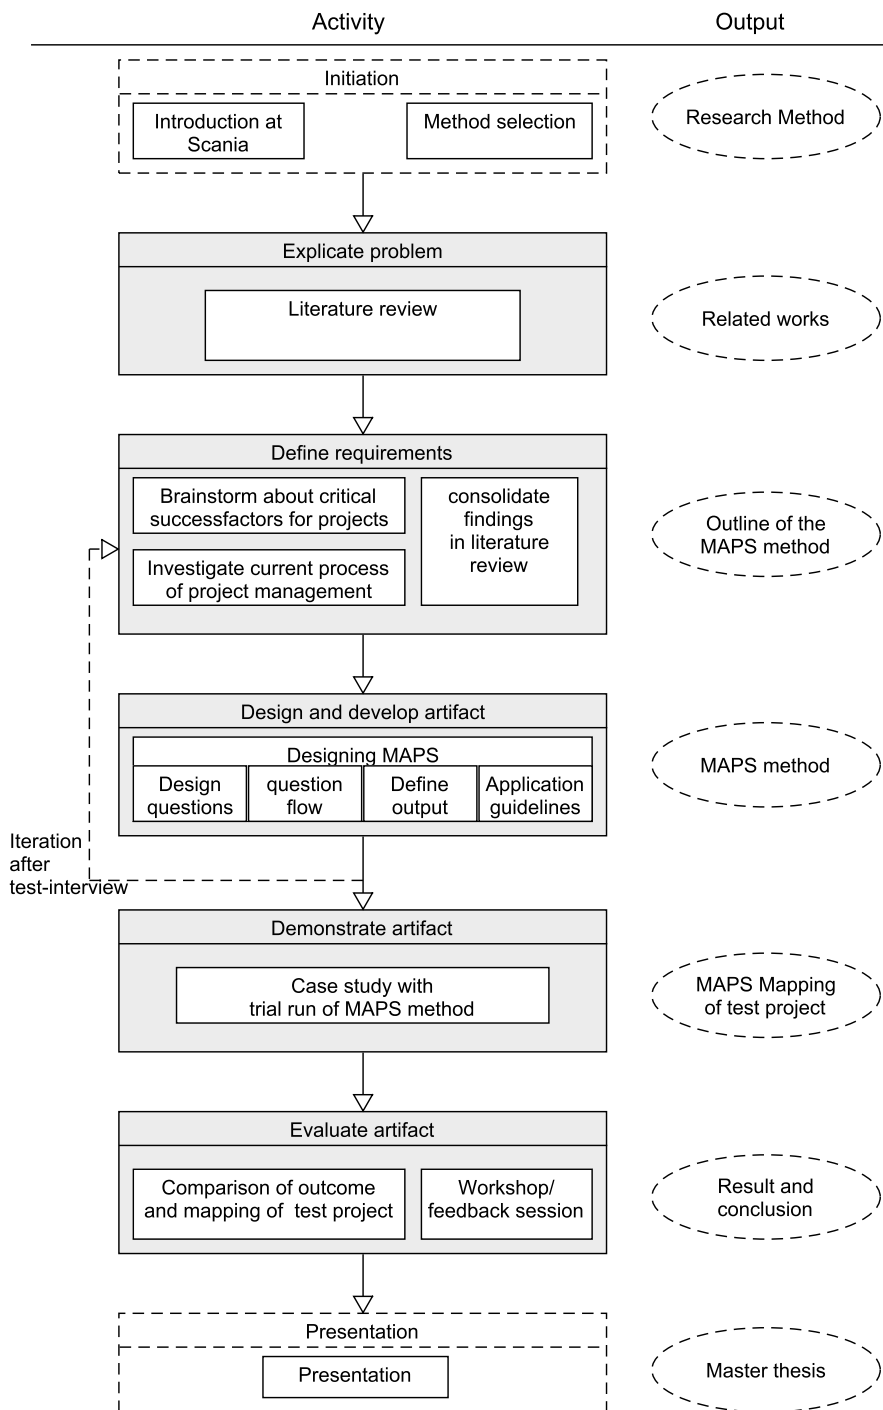 Activity
Output
Initiation
Introduction at
Scania
Method selection
Research Method
Explicate problem
Literature review
Related works
Define requirements
Brainstorm about critical
successfactors for projects
consolidate
findings
in literature
review
Investigate current process
of project management
Outline of the
MAPS method
Design and develop artifact
Designing MAPS
Design
questions
question
flow
Define
output
Application
guidelines
MAPS method
Iteration
after
test-interview
Demonstrate artifact
Case study with
trial run of MAPS method
MAPS Mapping
of test project
Evaluate artifact
Comparison of outcome
and mapping of  test project
Workshop/
feedback session
Result and
conclusion
Presentation
Presentation
Master thesis